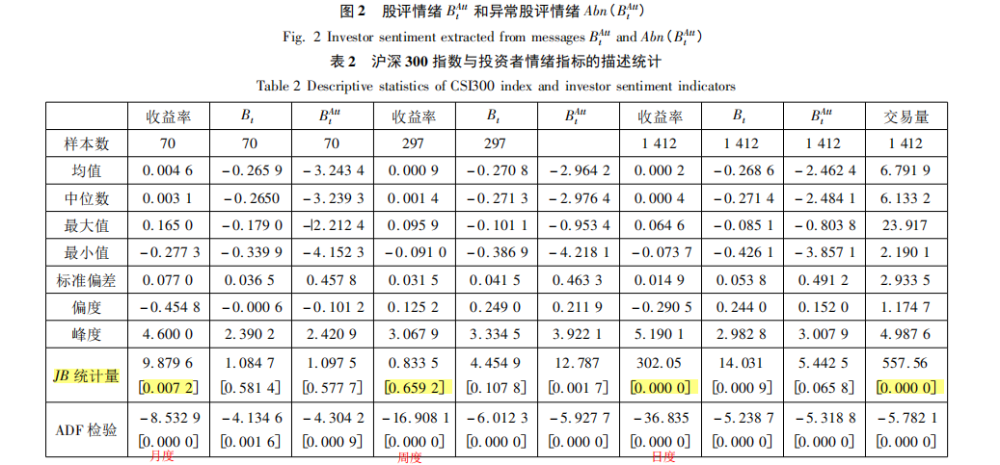 图 2 股评情绪 B_t^{Au} 和异常股评情绪 Abn(B_t^{Au})
Fig. 2 Investor sentiment extracted from messages B_t^{Au} and Abn(B_t^{Au})
表 2 沪深 300 指数与投资者情绪指标的描述统计
Table 2 Descriptive statistics of CSI300 index and investor sentiment indicators
收益率 B_t B_t^{Au} 收益率 B_t B_t^{Au} 收益率 B_t B_t^{Au} 交易量
样本数 70 70 70 297 297 1 412 1 412 1 412 1 412
均值 0.004 6 -0.265 9 -3.243 4 0.000 9 -0.270 8 -2.964 2 0.000 2 -0.268 6 -2.462 4 6.791 9
中位数 0.003 1 -0.2650 -3.239 3 0.001 4 -0.271 3 -2.976 4 0.000 4 -0.271 4 -2.484 1 6.133 2
最大值 0.165 0 -0.179 0 -2.212 4 0.095 9 -0.101 1 -0.953 4 0.064 6 -0.085 1 -0.803 8 23.917
最小值 -0.277 3 -0.339 9 -4.152 3 -0.091 0 -0.386 9 -4.218 1 -0.073 7 -0.426 1 -3.857 1 2.190 1
标准偏差 0.077 0 0.036 5 0.457 8 0.031 5 0.041 5 0.463 3 0.014 9 0.053 8 0.491 2 2.933 5
偏度 -0.454 8 -0.000 6 -0.101 2 0.125 2 0.249 0 0.211 9 -0.290 5 0.244 0 0.152 0 1.174 7
峰度 4.600 0 2.390 2 2.420 9 3.067 9 3.334 5 3.922 1 5.190 1 2.982 8 3.007 9 4.987 6
JB 统计量 9.879 6 1.084 7 1.097 5 0.833 5 4.454 9 12.787 302.05 14.031 5.442 5 557.56
[0.007 2] [0.581 4] [0.577 7] [0.659 2] [0.107 8] [0.001 7] [0.000 0] [0.000 9] [0.065 8] [0.000 0]
ADF 检验 -8.532 9 -4.134 6 -4.304 2 -16.908 1 -6.012 3 -5.927 7 -36.835 -5.238 7 -5.318 8 -5.782 1
[0.000 0] [0.001 6] [0.000 9] [0.000 0] [0.000 0] [0.000 0] [0.000 0] [0.000 0] [0.000 0] [0.000 0]
月度 周度 日度